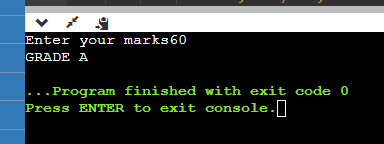 Enter your marks60
GRADE A
...Program finished with exit code 0
Press ENTER to exit console.